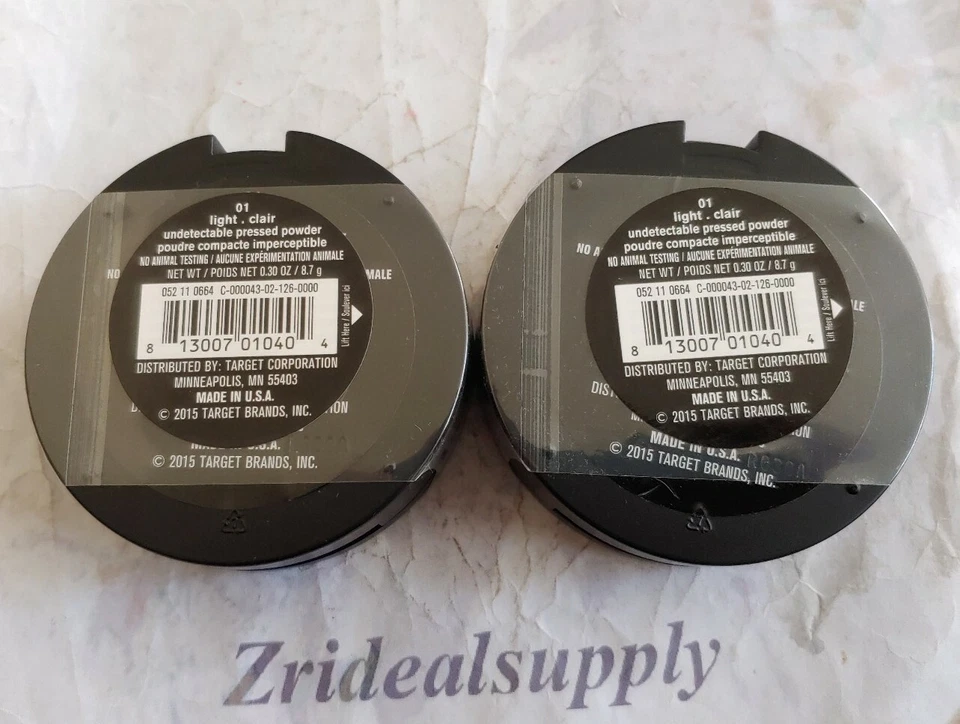 01
light . clair
undetectable pressed powder
poudre compacte imperceptible
NO ANIMAL TESTING / AUCUNE EXPÉRIMENTATION ANIMALE
NET WT / POIDS NET 0.30 OZ / 8.7 g
052 11 0664 C-000043-02-126-0000
8 13007 01040 4
Lift Here / Soulever ici
DISTRIBUTED BY: TARGET CORPORATION
MINNEAPOLIS, MN 55403
MADE IN U.S.A.
© 2015 TARGET BRANDS, INC.
© 2015 TARGET BRANDS, INC.
01
light . clair
undetectable pressed powder
poudre compacte imperceptible
NO ANIMAL TESTING / AUCUNE EXPÉRIMENTATION ANIMALE
NET WT / POIDS NET 0.30 OZ / 8.7 g
052 11 0664 C-000043-02-126-0000
8 13007 01040 4
Lift Here / Soulever ici
DISTRIBUTED BY: TARGET CORPORATION
MINNEAPOLIS, MN 55403
MADE IN U.S.A.
© 2015 TARGET BRANDS, INC.
MADE IN U.S.A.
© 2015 TARGET BRANDS, INC.
Zridealsupply